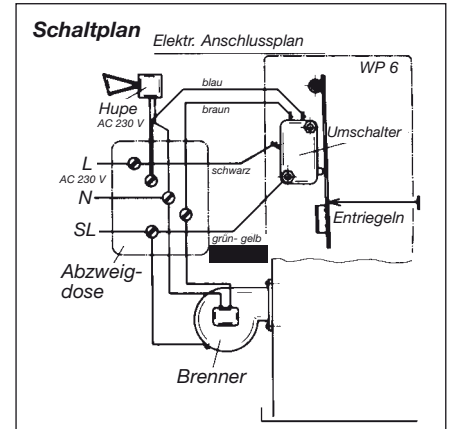 Schaltplan
Elektr. Anschlussplan
WP 6
blau
braun
Hupe
AC 230 V
Umschalter
L
AC 230 V
schwarz
N
Entriegeln
SL
grün- gelb
Abzweig-
dose
Brenner